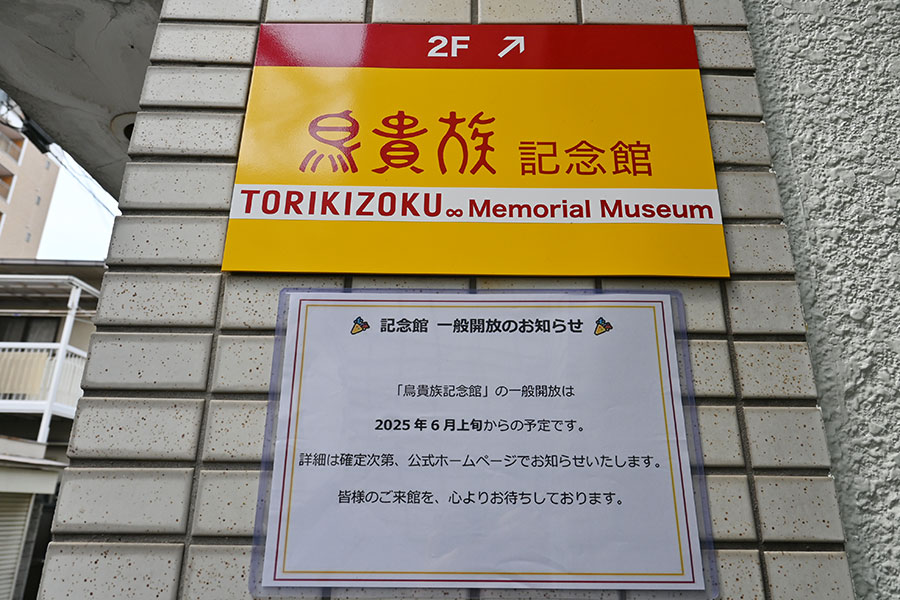 2F ↗
鳥貴族 記念館
TORIKIZOKU∞ Memorial Museum
記念館 一般開放のお知らせ
「鳥貴族記念館」の一般開放は
2025年6月上旬からの予定です。
詳細は確定次第、公式ホームページでお知らせいたします。
皆様のご来館を、心よりお待ちしております。